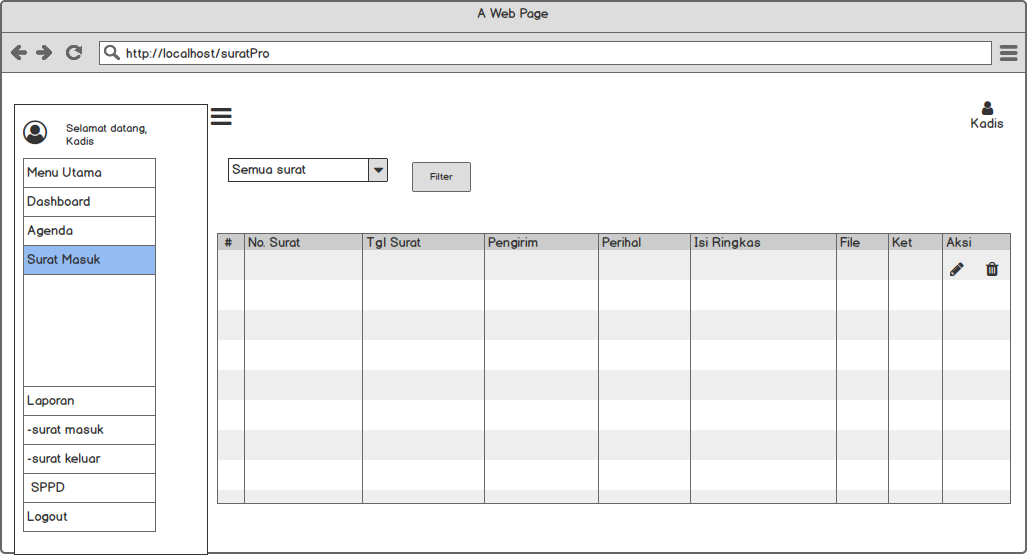 A Web Page
http://localhost/suratPro
Selamat datang,
Kadis
Kadis
Menu Utama
Dashboard
Agenda
Surat Masuk
Laporan
-surat masuk
-surat keluar
SPPD
Logout
Semua surat
Filter
# No. Surat Tgl Surat Pengirim Perihal Isi Ringkas File Ket Aksi